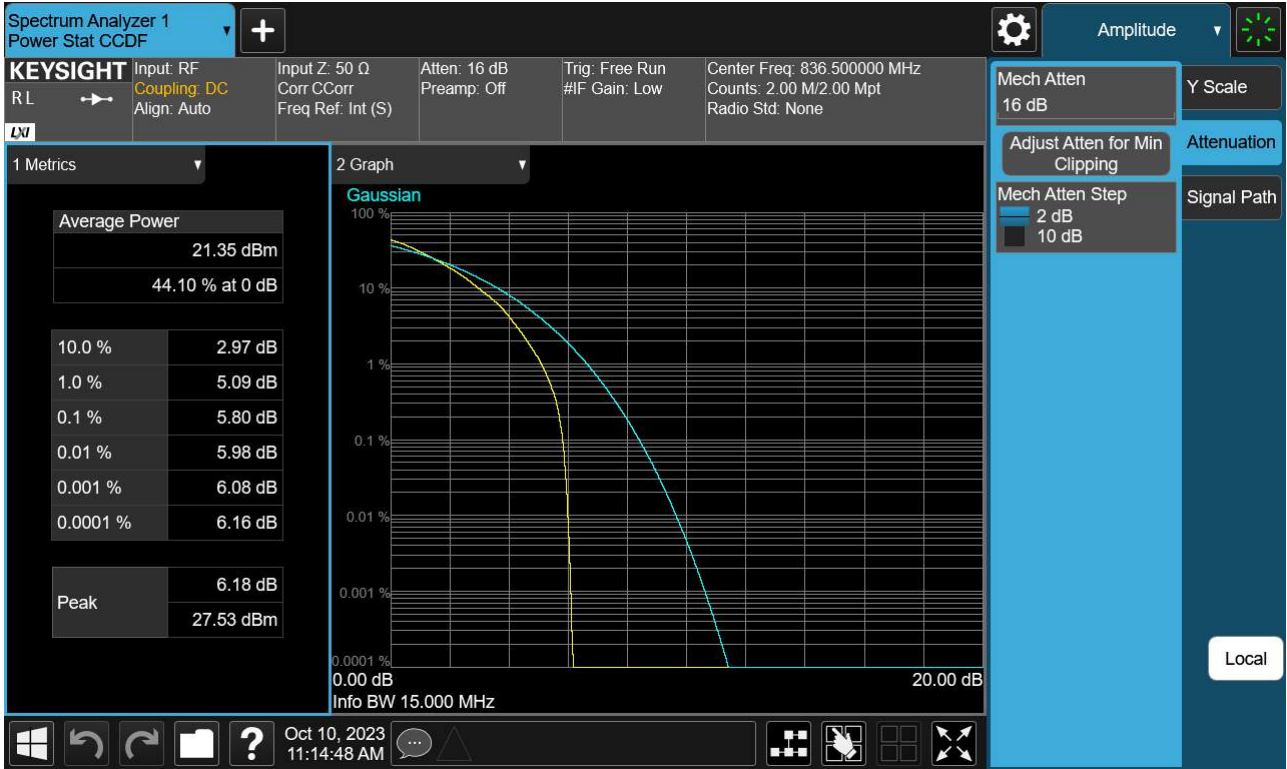 Spectrum Analyzer 1
Power Stat CCDF
Amplitude
KEYSIGHT
R L
LXI
Input: RF
Coupling: DC
Align: Auto
Input Z: 50 Ω
Corr CCorr
Freq Ref: Int (S)
Atten: 16 dB
Preamp: Off
Trig: Free Run
#IF Gain: Low
Center Freq: 836.500000 MHz
Counts: 2.00 M/2.00 Mpt
Radio Std: None
Mech Atten
16 dB
Adjust Atten for Min
Clipping
Mech Atten Step
2 dB
10 dB
Y Scale
Attenuation
Signal Path
Local
1 Metrics
Average Power
21.35 dBm
44.10 % at 0 dB
10.0 % 2.97 dB
1.0 % 5.09 dB
0.1 % 5.80 dB
0.01 % 5.98 dB
0.001 % 6.08 dB
0.0001 % 6.16 dB
Peak
6.18 dB
27.53 dBm
2 Graph
Gaussian
100 %
10 %
1 %
0.1 %
0.01 %
0.001 %
0.0001 %
0.00 dB 20.00 dB
Info BW 15.000 MHz
?
Oct 10, 2023
11:14:48 AM